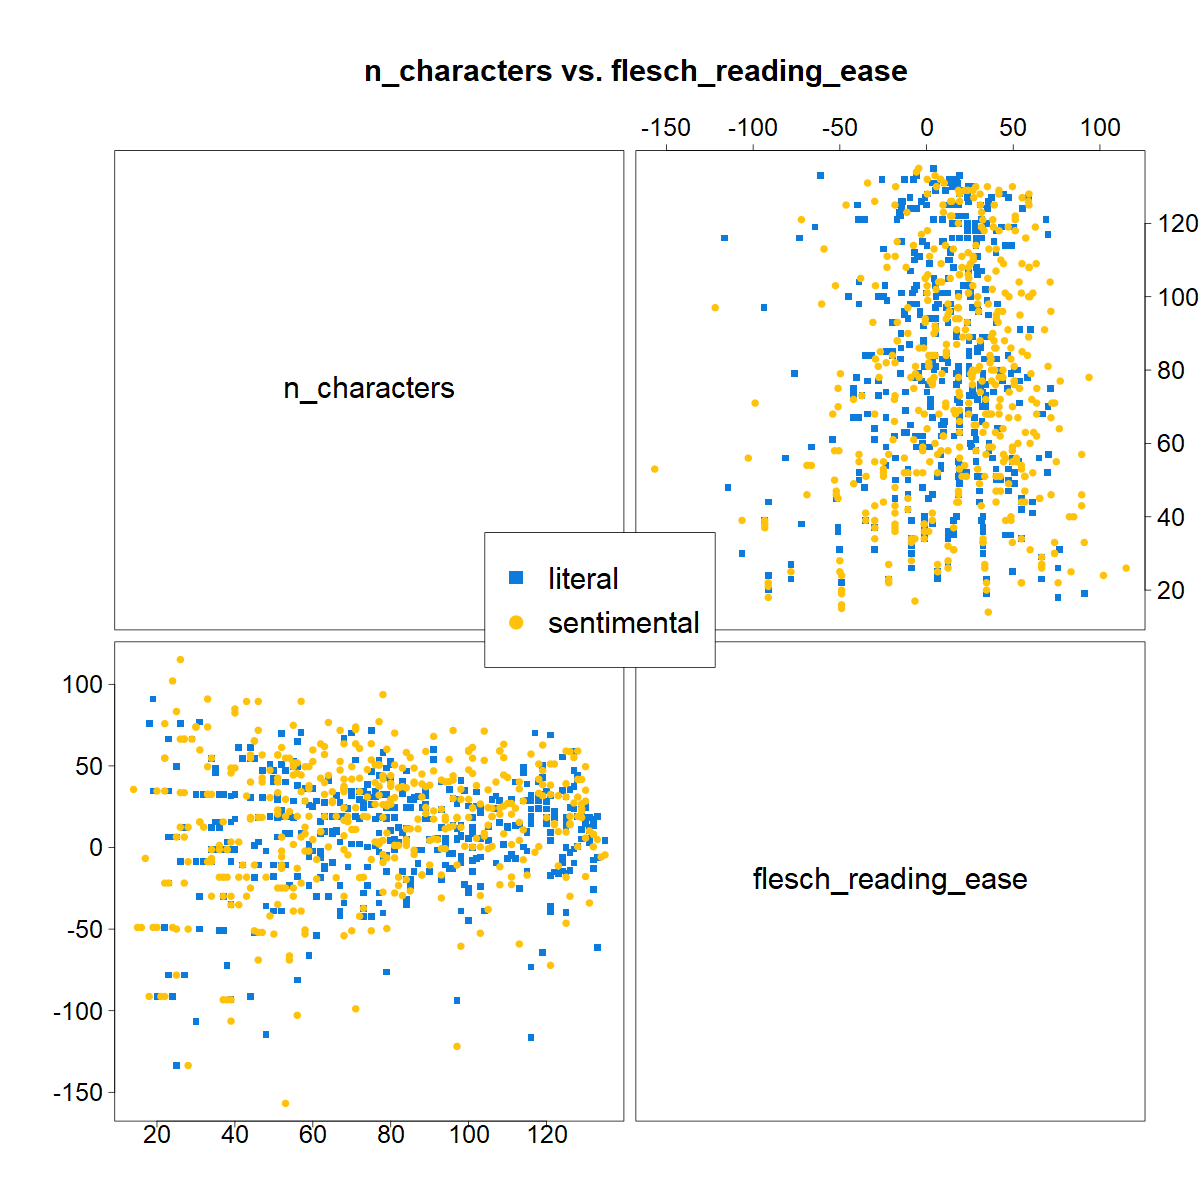 n_characters vs. flesch_reading_ease
-150 -100 -50 0 50 100
n_characters
120
100
80
60
40
20
literal
sentimental
100
50
0
-50
-100
-150
flesch_reading_ease
20 40 60 80 100 120